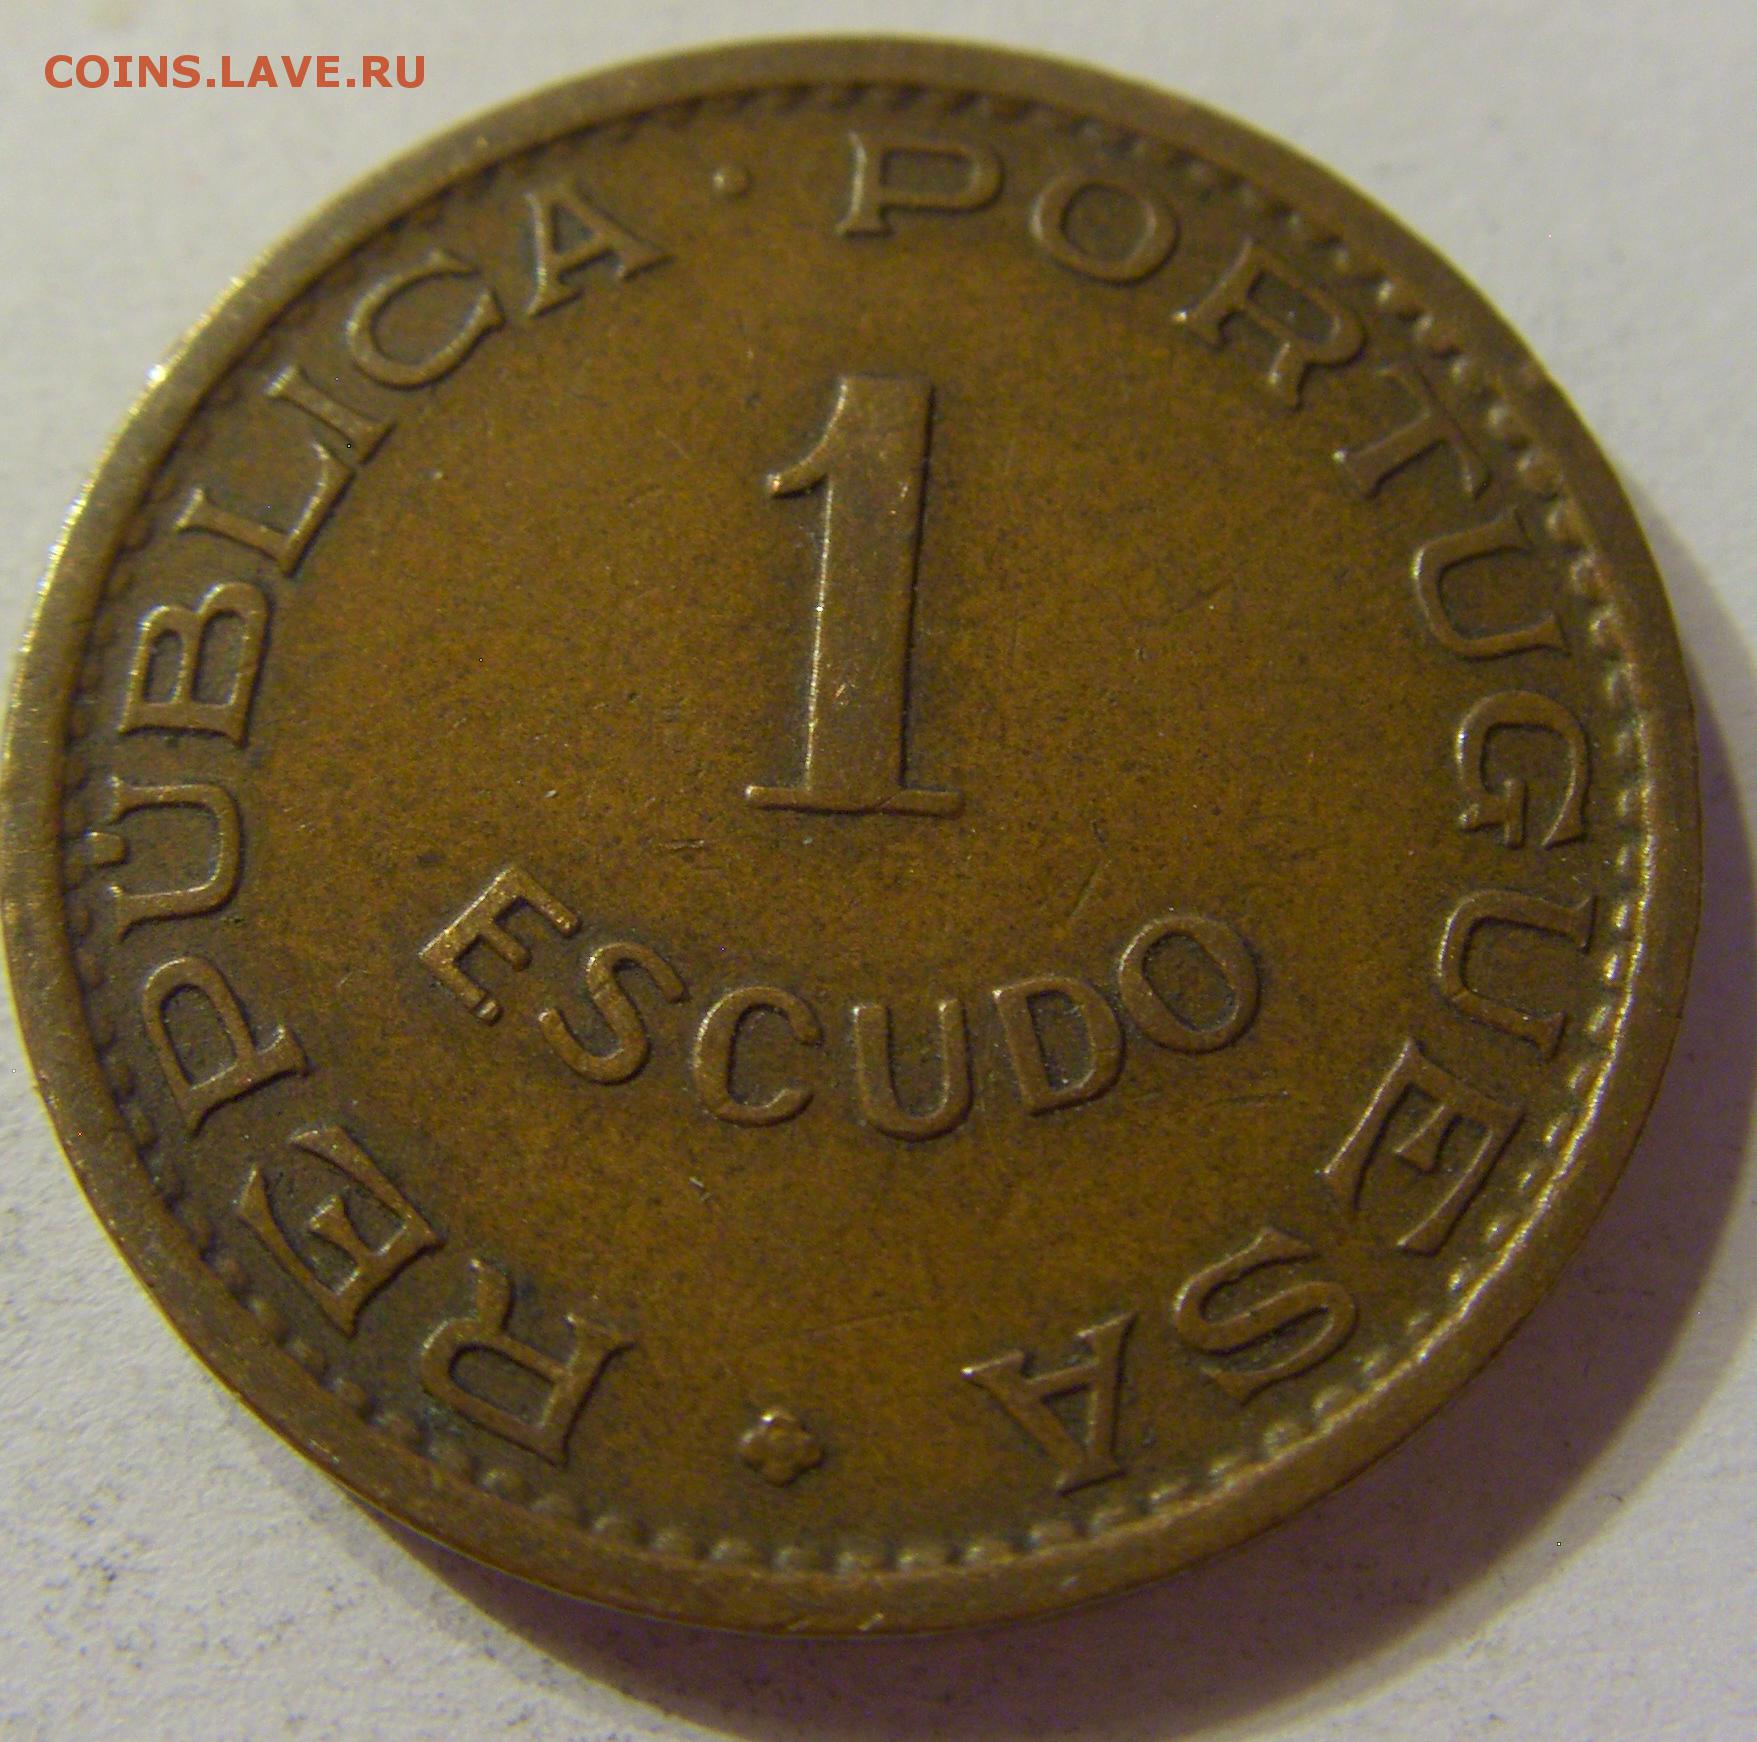 COINS.LAVE.RU
REPÚBLICA · PORTUGUESA
1
ESCUDO